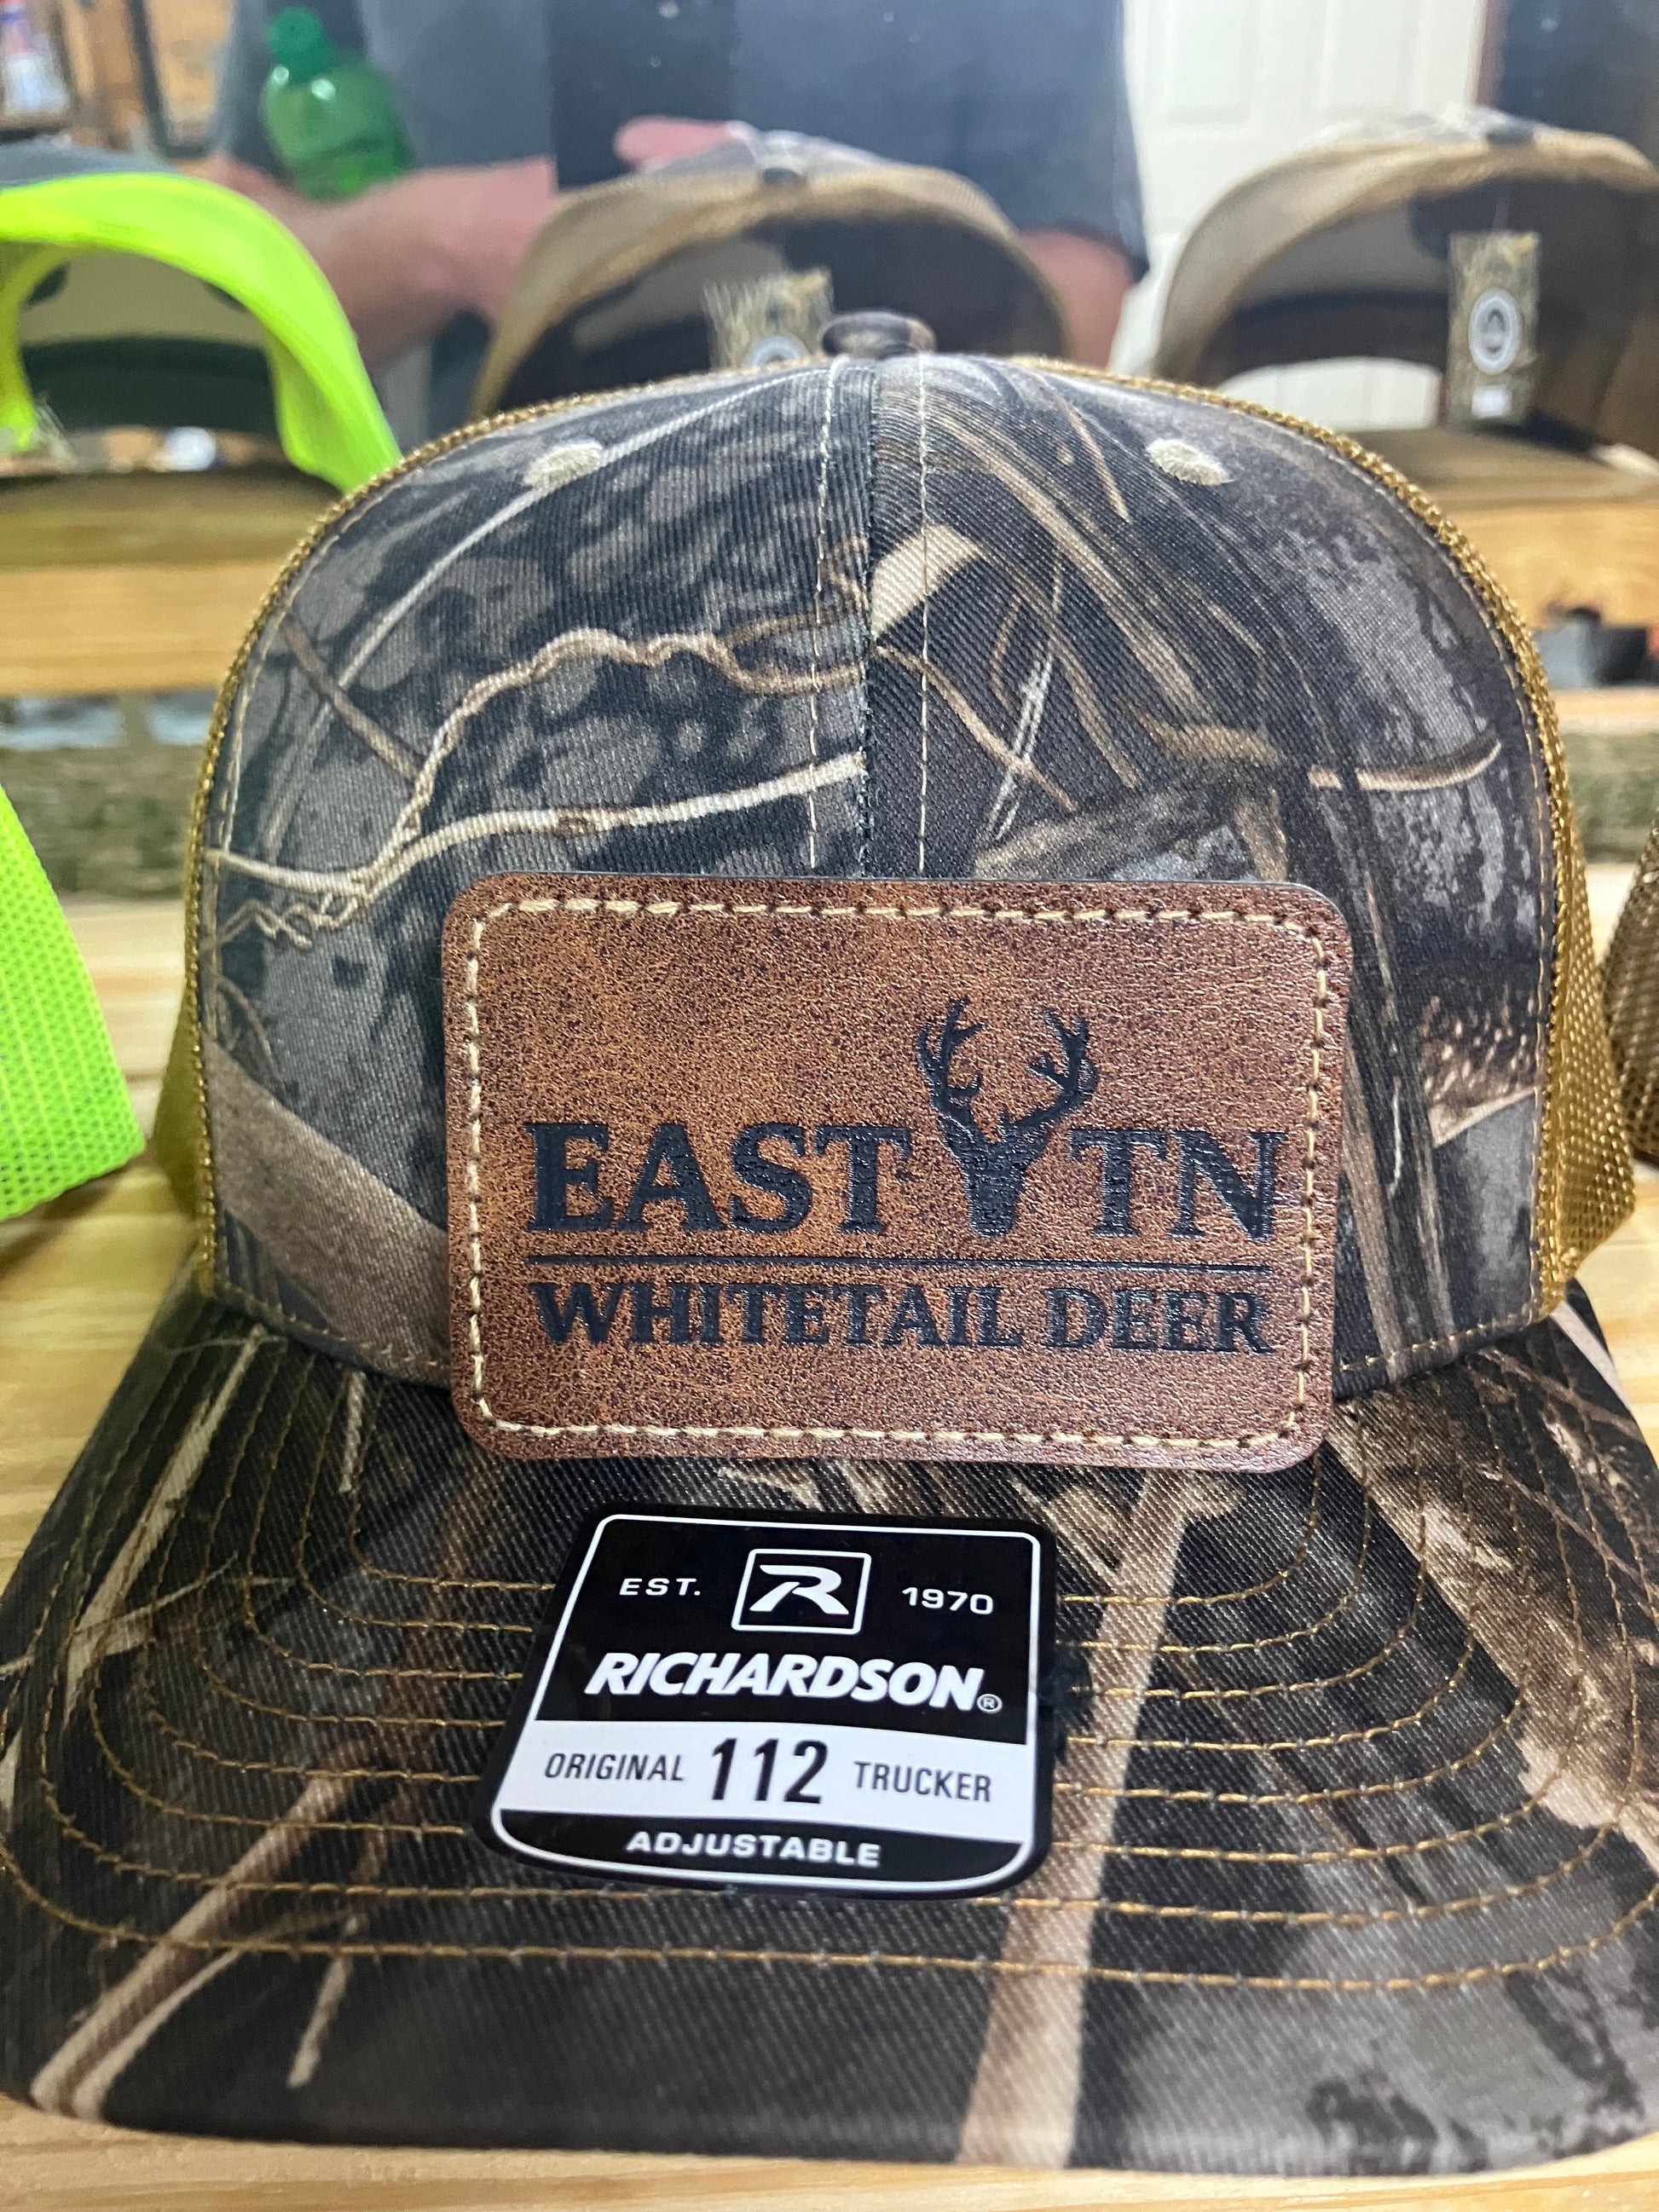 EAST TN
WHITETAIL DEER
EST. R 1970
RICHARDSON®
ORIGINAL 112 TRUCKER
ADJUSTABLE